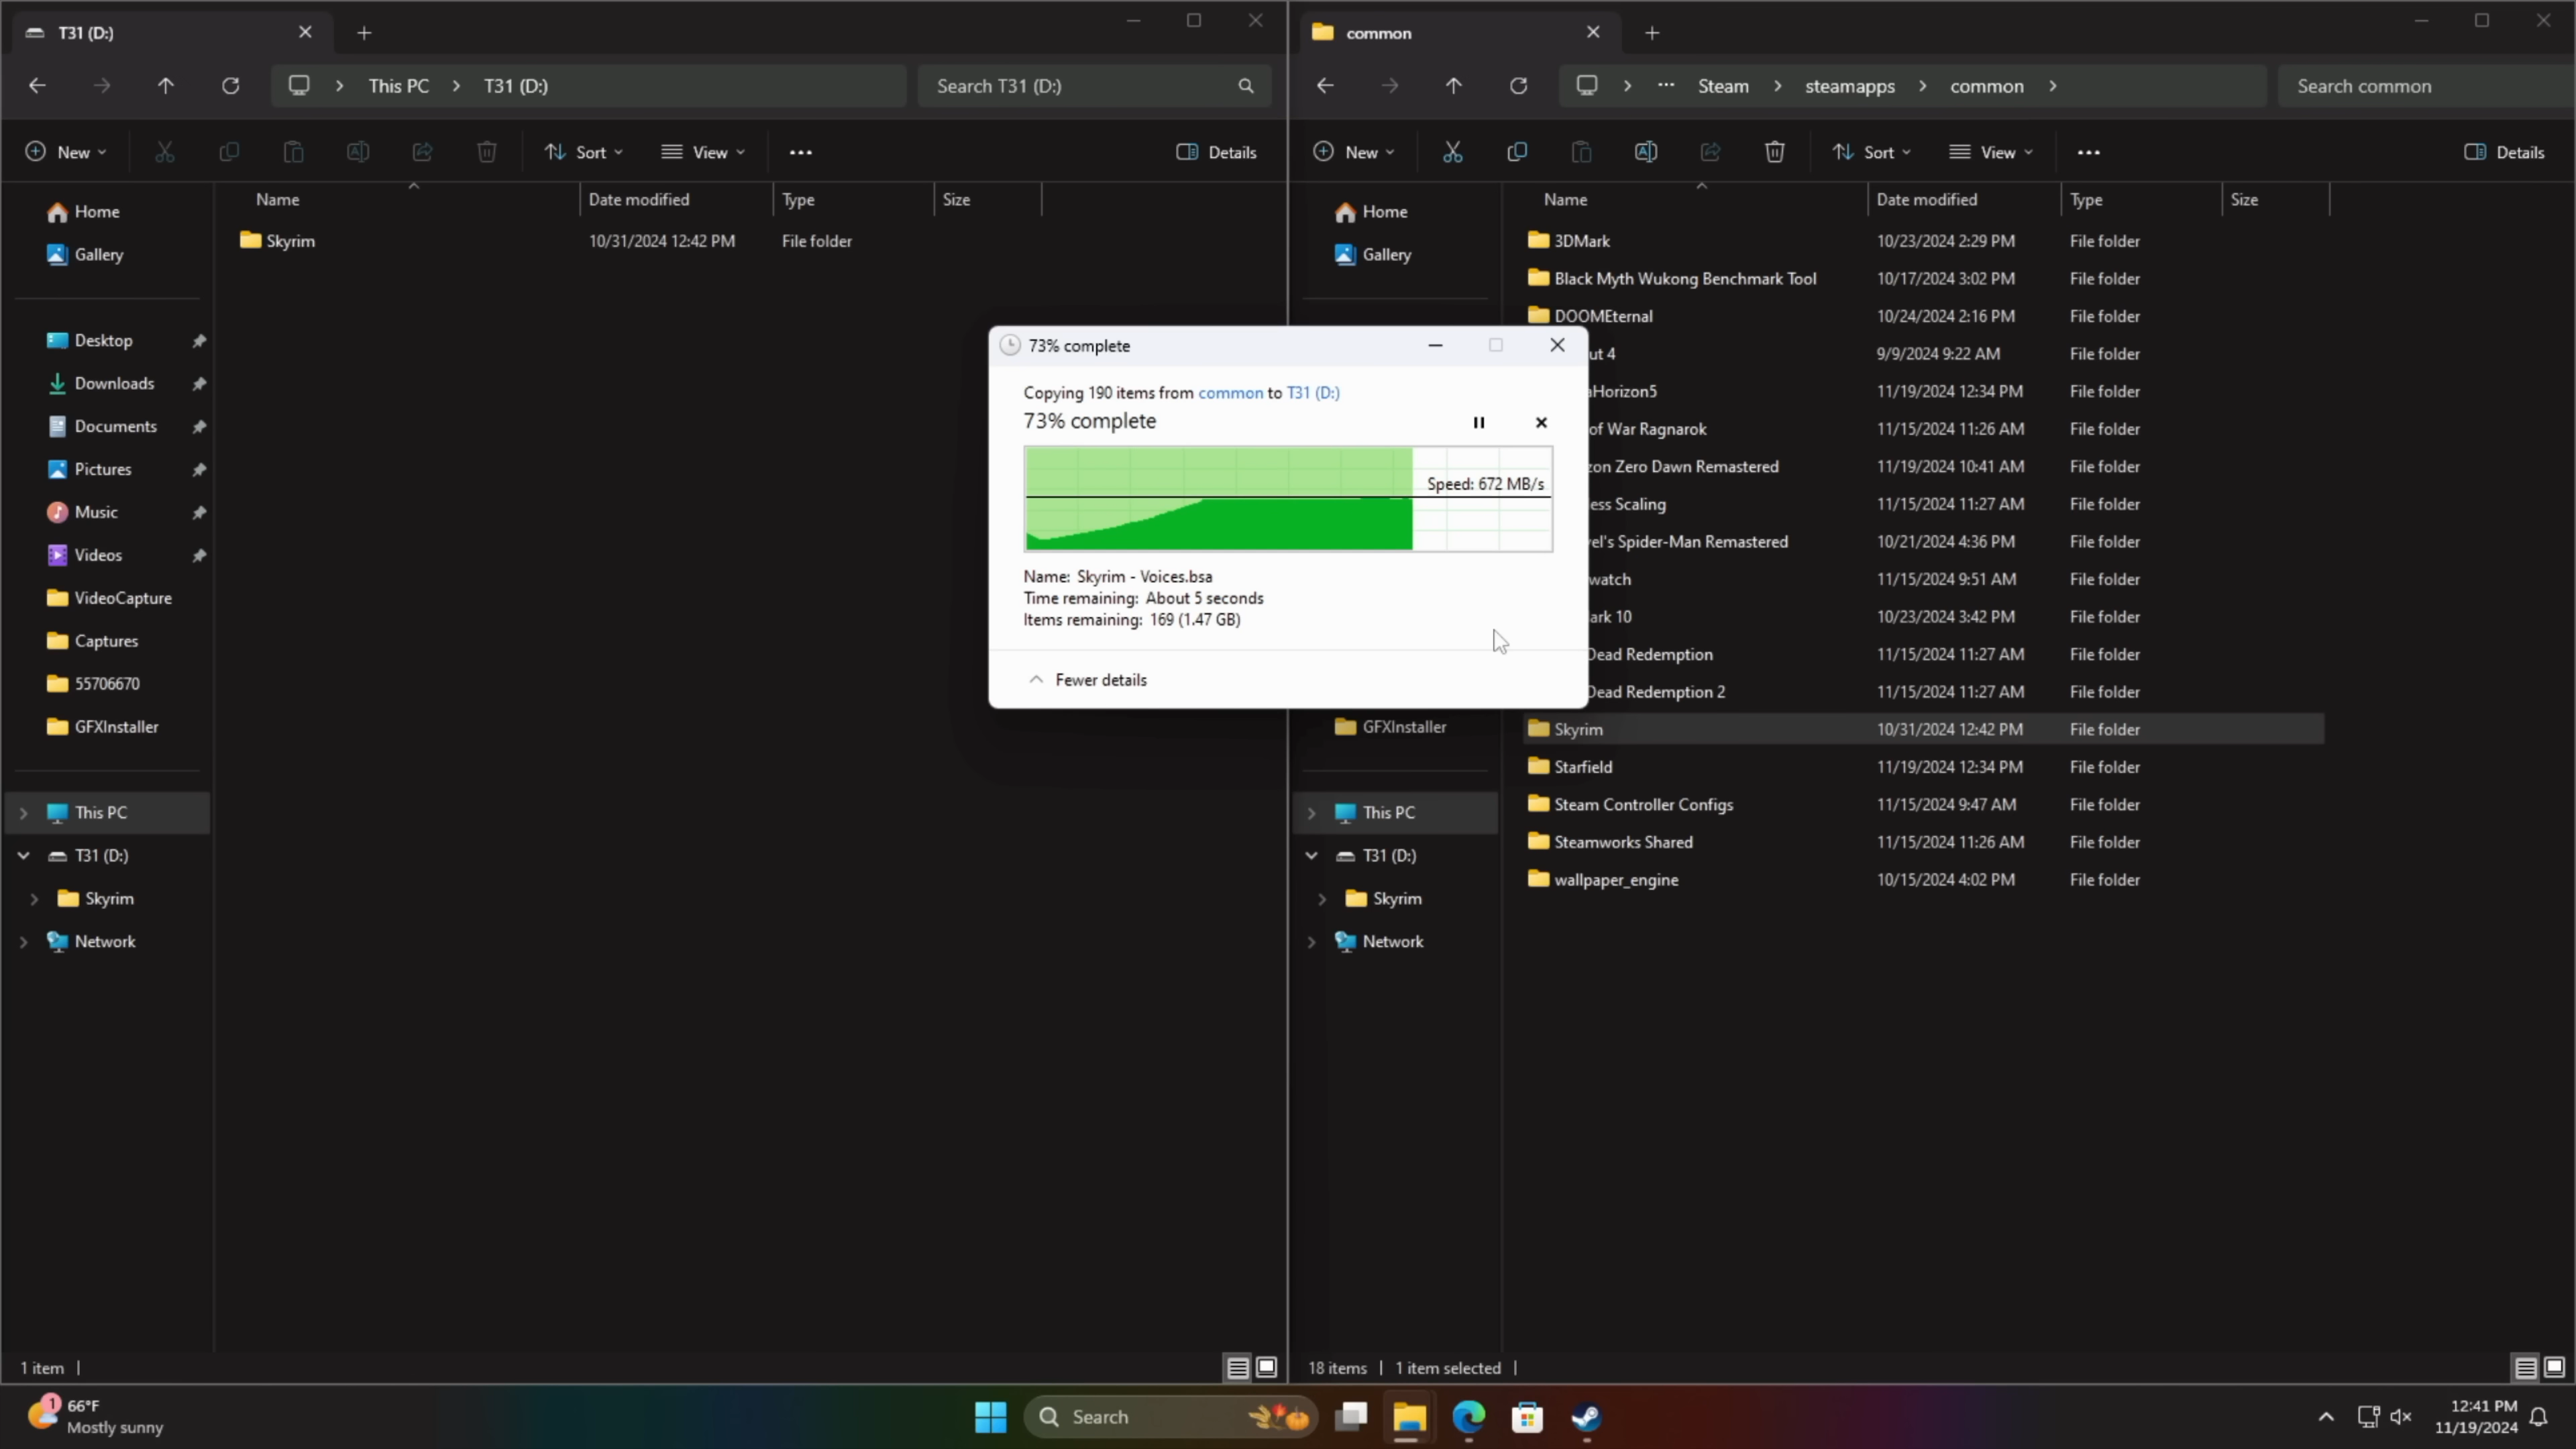 T31 (D:)
This PC
T31 (D:)
Search T31 (D:)
New
Sort
View
Details
Name
Date modified
Type
Size
Skyrim
10/31/2024 12:42 PM
File folder
Home
Gallery
Desktop
Downloads
Documents
Pictures
Music
Videos
VideoCapture
Captures
55706670
GFXInstaller
This PC
T31 (D:)
Skyrim
Network
1 item
73% complete
Copying 190 items from common to T31 (D:)
73% complete
Speed: 672 MB/s
Name: Skyrim - Voices.bsa
Time remaining: About 5 seconds
Items remaining: 169 (1.47 GB)
Fewer details
common
Steam
steamapps
common
Search common
New
Sort
View
Details
Home
Gallery
GFXInstaller
This PC
T31 (D:)
Skyrim
Network
Name Date modified Type Size
3DMark 10/23/2024 2:29 PM File folder
Black Myth Wukong Benchmark Tool 10/17/2024 3:02 PM File folder
DOOMEternal 10/24/2024 2:16 PM File folder
ut 4 9/9/2024 9:22 AM File folder
aHorizon5 11/19/2024 12:34 PM File folder
of War Ragnarok 11/15/2024 11:26 AM File folder
zon Zero Dawn Remastered 11/19/2024 10:41 AM File folder
ess Scaling 11/15/2024 11:27 AM File folder
vel's Spider-Man Remastered 10/21/2024 4:36 PM File folder
watch 11/15/2024 9:51 AM File folder
ark 10 10/23/2024 3:42 PM File folder
Dead Redemption 11/15/2024 11:27 AM File folder
Dead Redemption 2 11/15/2024 11:27 AM File folder
Skyrim 10/31/2024 12:42 PM File folder
Starfield 11/19/2024 12:34 PM File folder
Steam Controller Configs 11/15/2024 9:47 AM File folder
Steamworks Shared 11/15/2024 11:26 AM File folder
wallpaper_engine 10/15/2024 4:02 PM File folder
18 items
1 item selected
1
66°F
Mostly sunny
Search
12:41 PM
11/19/2024